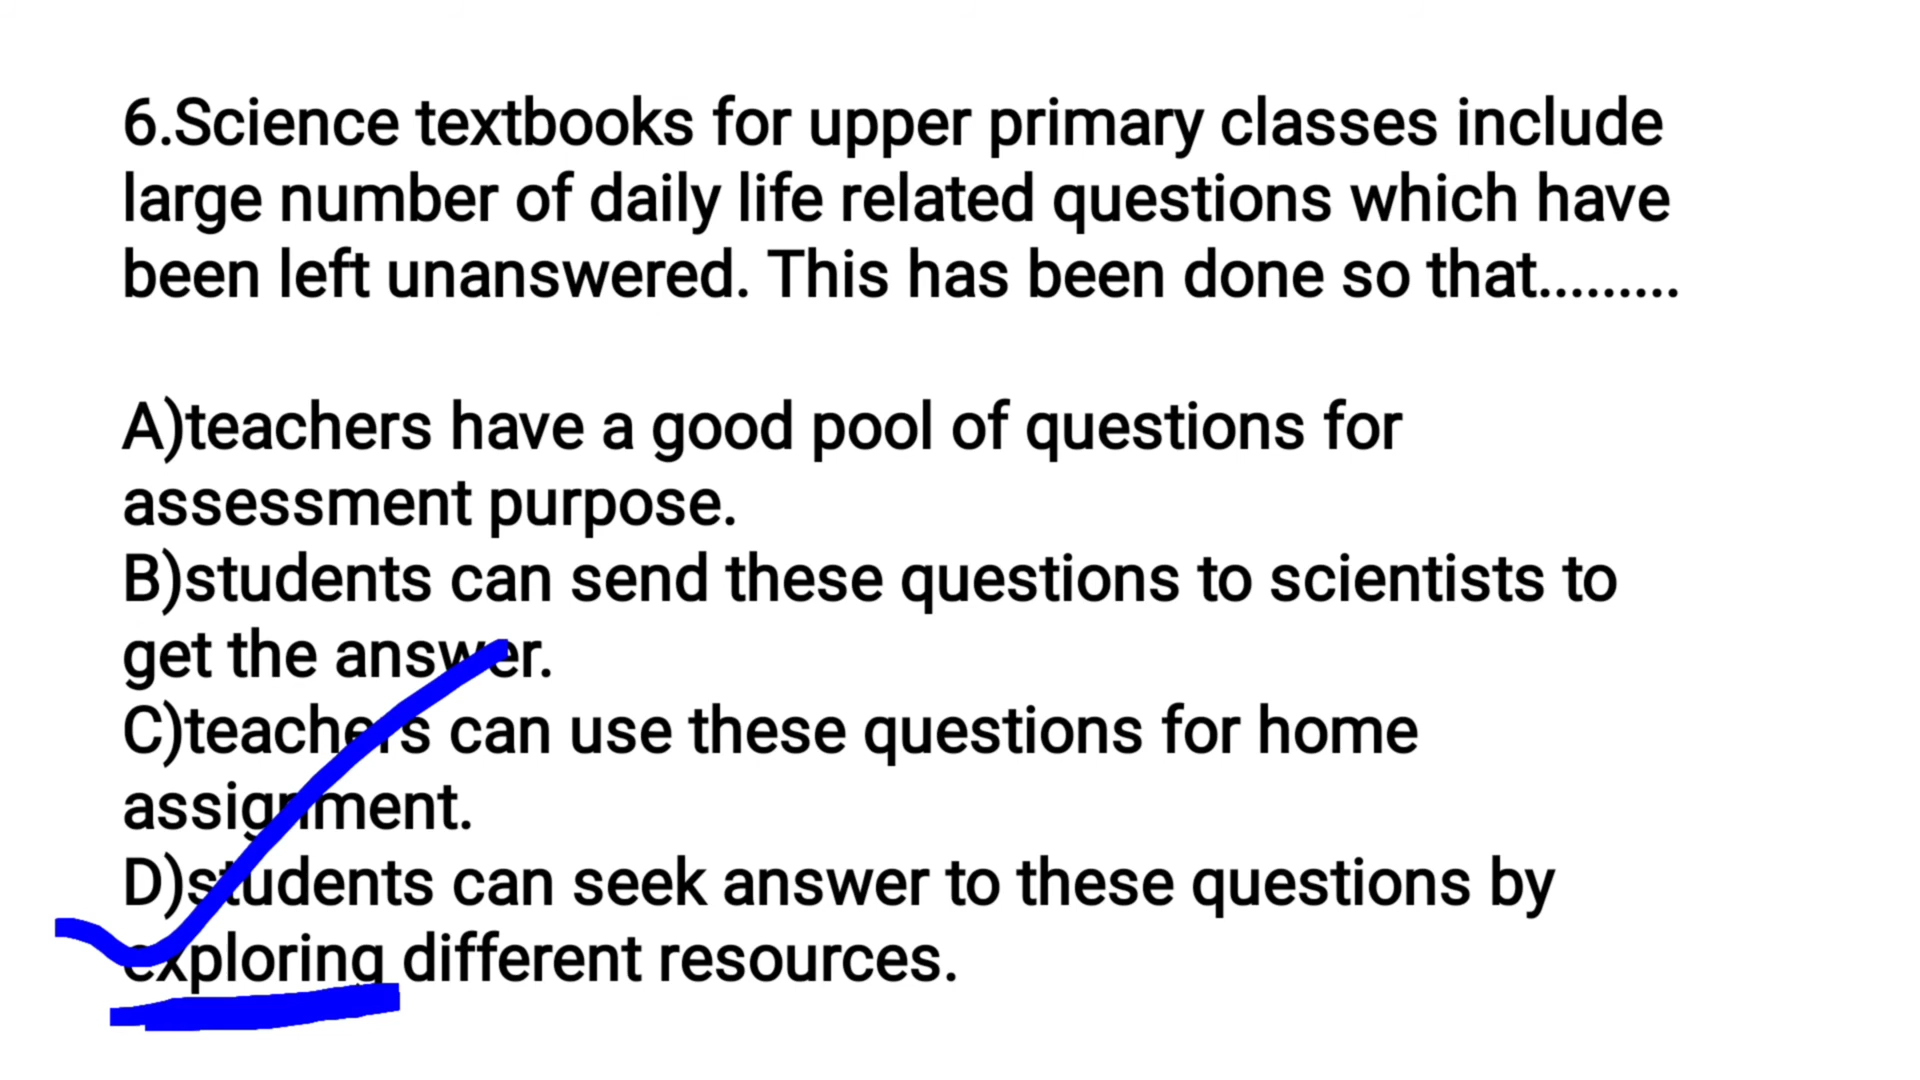 6.Science textbooks for upper primary classes include
large number of daily life related questions which have
been left unanswered. This has been done so that.........
A)teachers have a good pool of questions for
assessment purpose.
B)students can send these questions to scientists to
get the answer.
C)teachers can use these questions for home
assignment.
D)students can seek answer to these questions by
exploring different resources.